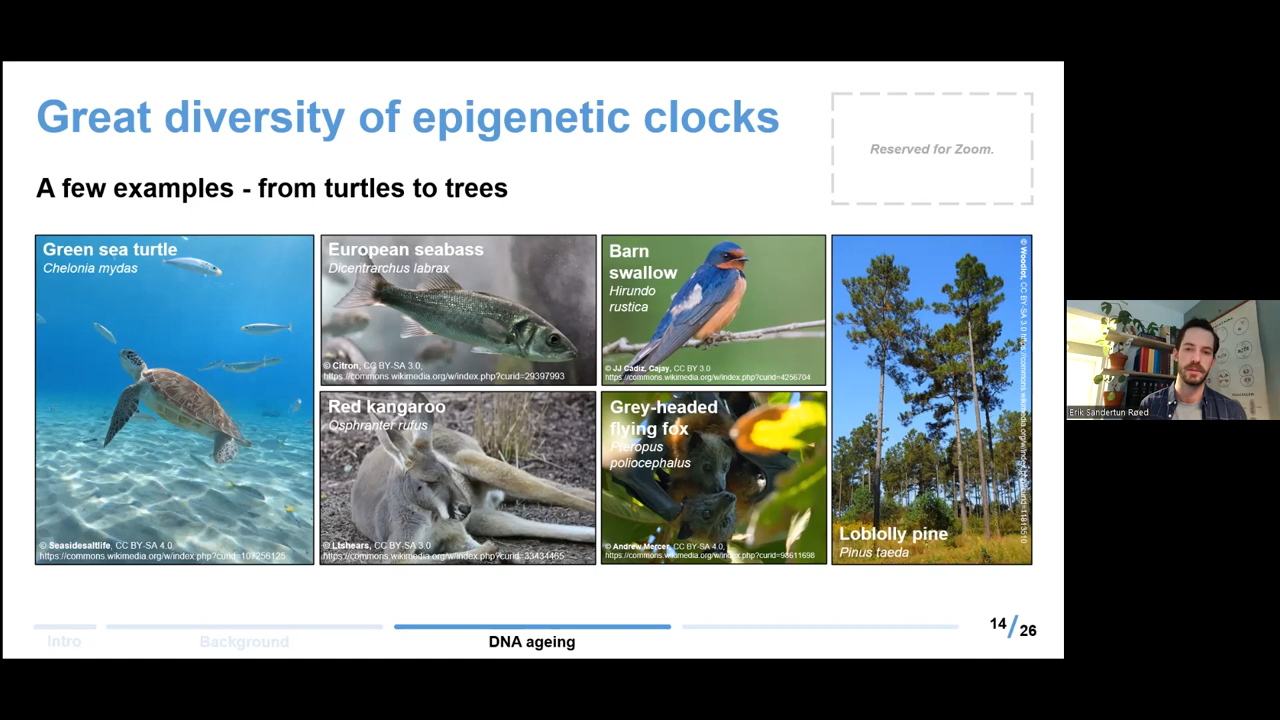 Great diversity of epigenetic clocks
Reserved for Zoom.
A few examples - from turtles to trees
Green sea turtle
Chelonia mydas
© Seasidesaltlife, CC BY-SA 4.0
https://commons.wikimedia.org/w/index.php?curid=107256125
European seabass
Dicentrarchus labrax
© Citron, CC BY-SA 3.0,
https://commons.wikimedia.org/w/index.php?curid=29397993
Barn
swallow
Hirundo
rustica
© JJ Cadiz, Cajay, CC BY 3.0
https://commons.wikimedia.org/w/index.php?curid=4256704
Red kangaroo
Osphranter rufus
© Ltshears, CC BY-SA 3.0
https://commons.wikimedia.org/w/index.php?curid=33434465
Grey-headed
flying fox
Pteropus
poliocephalus
© Andrew Mercer, CC BY-SA 4.0,
https://commons.wikimedia.org/w/index.php?curid=98611698
Loblolly pine
Pinus taeda
© Woodlot, CC BY-SA 3.0
Erik Sandertun Røed
Intro
Background
DNA ageing
14/26